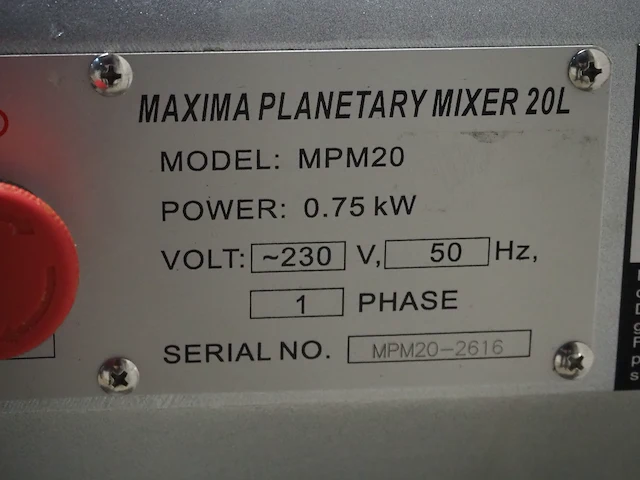 MAXIMA PLANETARY MIXER 20L
MODEL: MPM20
POWER: 0.75 kW
VOLT: ~230 V, 50 Hz,
1 PHASE
SERIAL NO. MPM20-2616